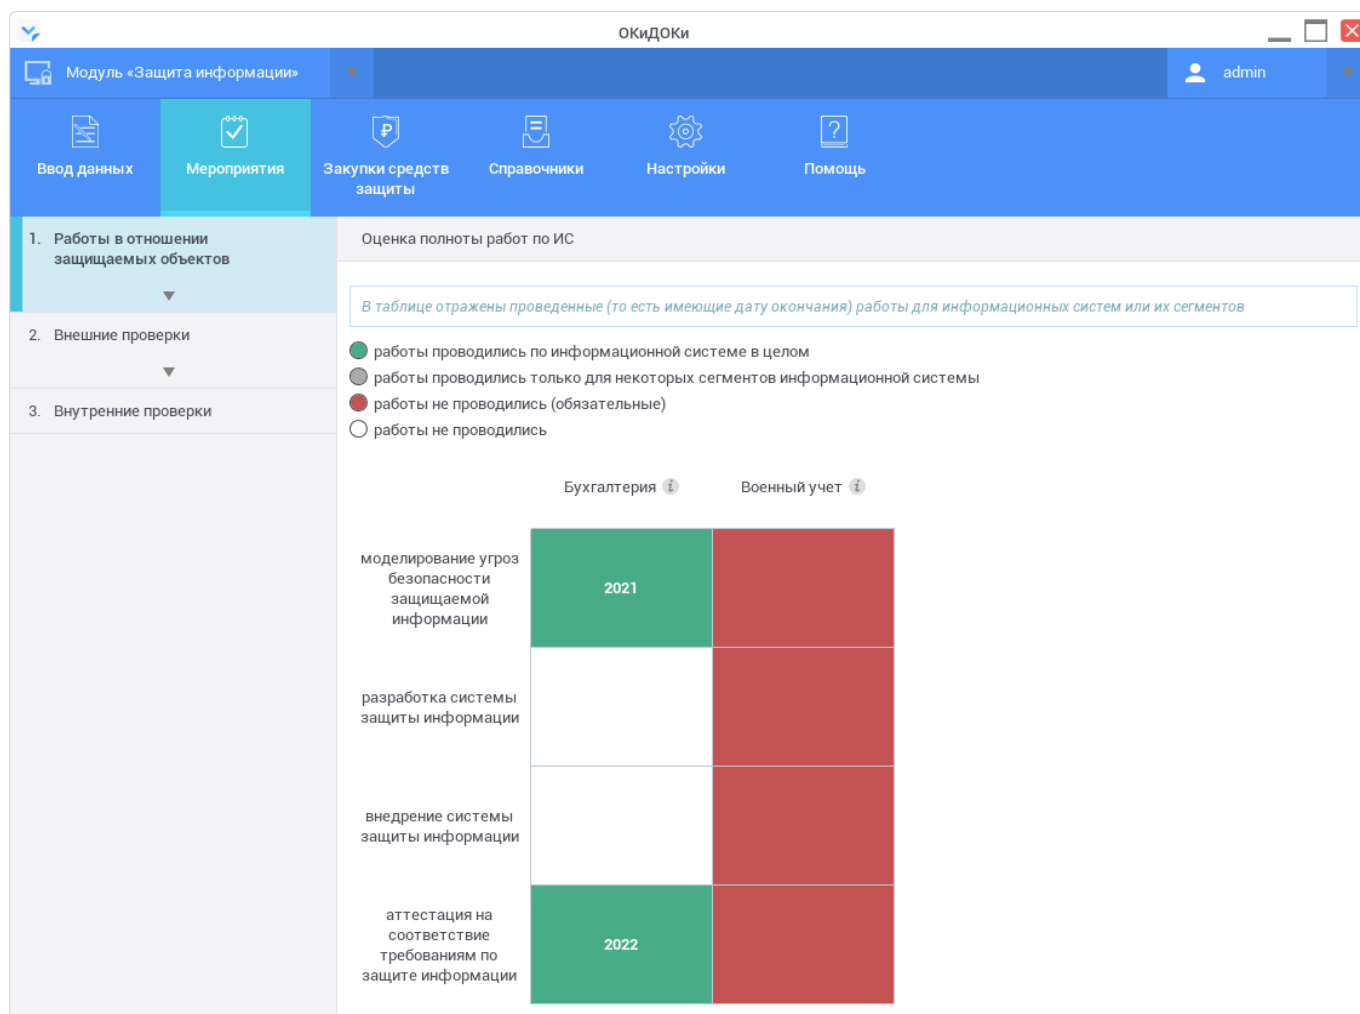 ОКиДОКи
Модуль «Защита информации»
admin
Ввод данных
Мероприятия
Закупки средств
защиты
Справочники
Настройки
Помощь
1. Работы в отношении
защищаемых объектов
2. Внешние проверки
3. Внутренние проверки
Оценка полноты работ по ИС
В таблице отражены проведенные (то есть имеющие дату окончания) работы для информационных систем или их сегментов
работы проводились по информационной системе в целом
работы проводились только для некоторых сегментов информационной системы
работы не проводились (обязательные)
работы не проводились
Бухгалтерия i
Военный учет i
моделирование угроз
безопасности
защищаемой
информации
2021
разработка системы
защиты информации
внедрение системы
защиты информации
аттестация на
соответствие
требованиям по
защите информации
2022